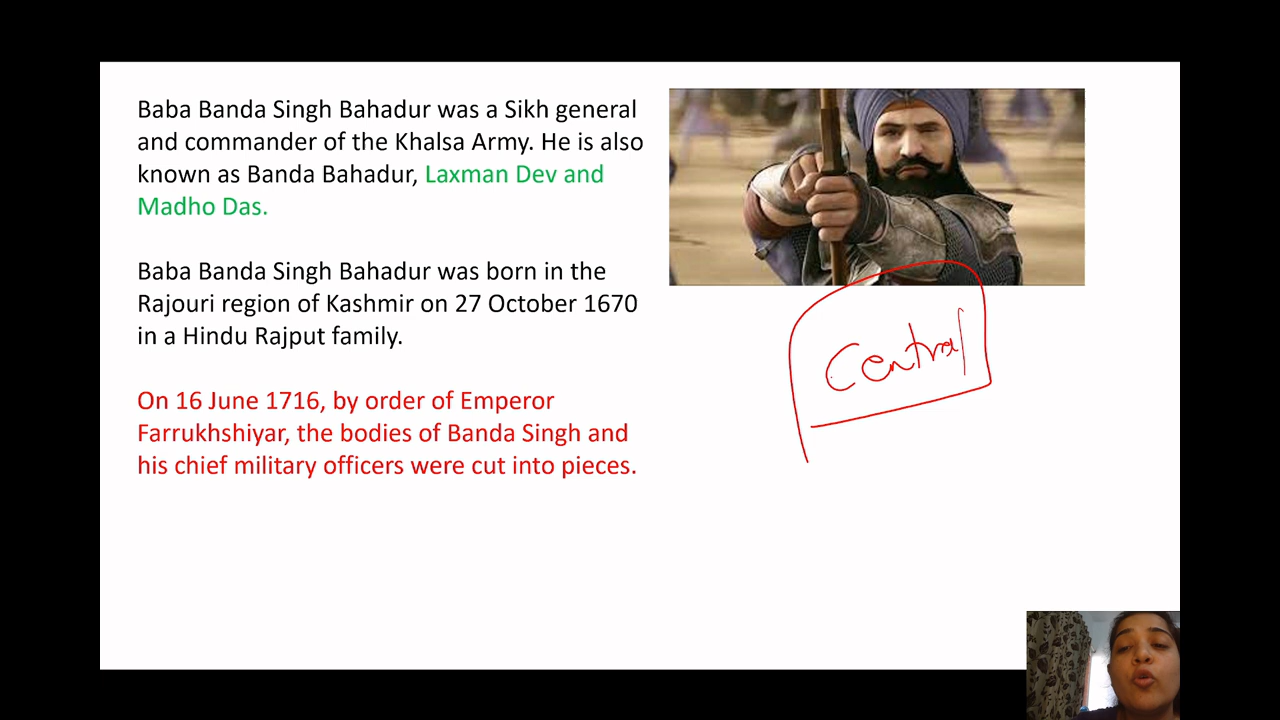 Baba Banda Singh Bahadur was a Sikh general
and commander of the Khalsa Army. He is also
known as Banda Bahadur, Laxman Dev and
Madho Das.
Baba Banda Singh Bahadur was born in the
Rajouri region of Kashmir on 27 October 1670
in a Hindu Rajput family.
On 16 June 1716, by order of Emperor
Farrukhshiyar, the bodies of Banda Singh and
his chief military officers were cut into pieces.
Central